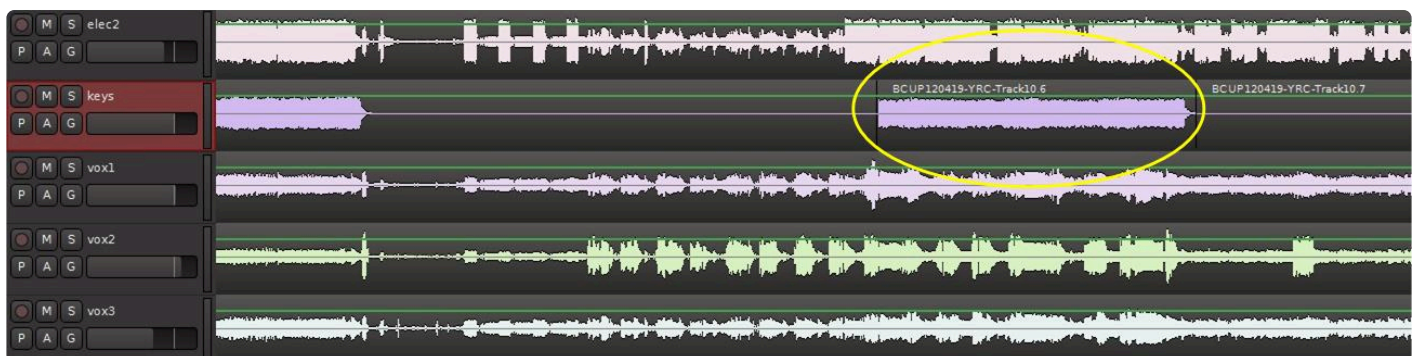 M S elec2
P A G
M S keys
P A G
BCUP120419-YRC-Track10.6
BCUP120419-YRC-Track10.7
M S vox1
P A G
M S vox2
P A G
M S vox3
P A G